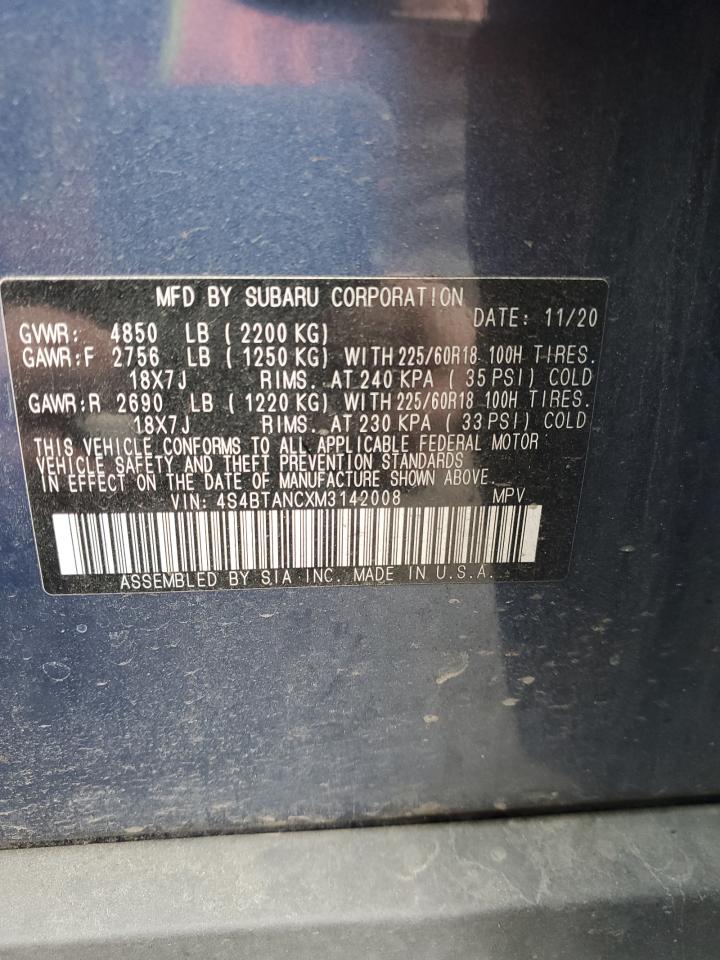 MFD BY SUBARU CORPORATION
DATE: 11/20
GVWR: 4850 LB ( 2200 KG)
GAWR:F 2756 LB ( 1250 KG) WITH 225/60R18 100H TIRES.
18X7J RIMS. AT 240 KPA ( 35 PSI) COLD
GAWR:R 2690 LB ( 1220 KG) WITH 225/60R18 100H TIRES.
18X7J RIMS. AT 230 KPA ( 33 PSI) COLD
THIS VEHICLE CONFORMS TO ALL APPLICABLE FEDERAL MOTOR
VEHICLE SAFETY AND THEFT PREVENTION STANDARDS
IN EFFECT ON THE DATE OF MANUFACTURE SHOWN ABOVE.
VIN: 4S4BTANCXM3142008 MPV
ASSEMBLED BY SIA INC. MADE IN U.S.A.